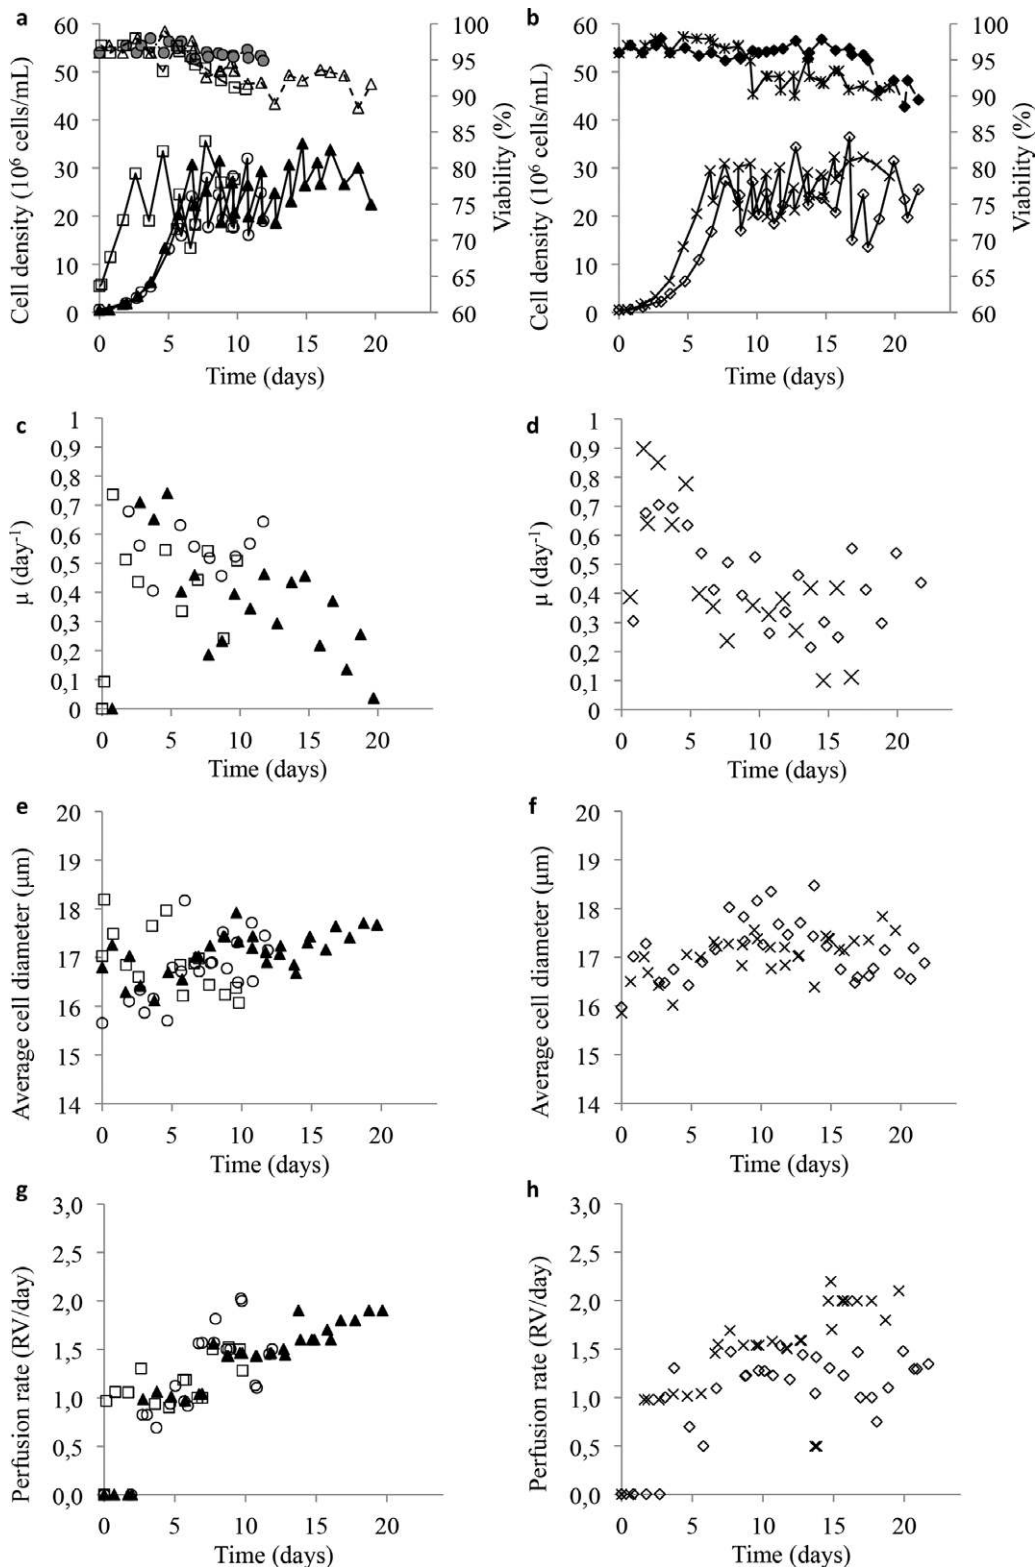 a
60
50
40
30
20
10
0
Cell density (10⁶ cells/mL)
100
95
90
85
80
75
70
65
60
Viability (%)
0 5 10 15 20
Time (days)
b
60
50
40
30
20
10
0
Cell density (10⁶ cells/mL)
100
95
90
85
80
75
70
65
60
Viability (%)
0 5 10 15 20
Time (days)
c
1
0,9
0,8
0,7
0,6
0,5
0,4
0,3
0,2
0,1
0
μ (day⁻¹)
0 5 10 15 20
Time (days)
d
1
0,9
0,8
0,7
0,6
0,5
0,4
0,3
0,2
0,1
0
μ (day⁻¹)
0 5 10 15 20
Time (days)
e
20
19
18
17
16
15
14
Average cell diameter (μm)
0 5 10 15 20
Time (days)
f
20
19
18
17
16
15
14
Average cell diameter (μm)
0 5 10 15 20
Time (days)
g
3,0
2,5
2,0
1,5
1,0
0,5
0,0
Perfusion rate (RV/day)
0 5 10 15 20
Time (days)
h
3,0
2,5
2,0
1,5
1,0
0,5
0,0
Perfusion rate (RV/day)
0 5 10 15 20
Time (days)